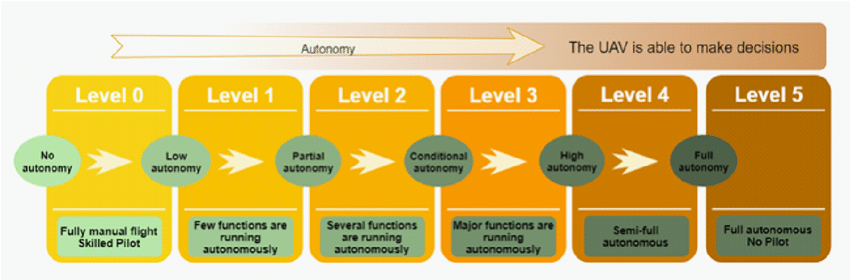 Autonomy
The UAV is able to make decisions
Level 0
Level 1
Level 2
Level 3
Level 4
Level 5
No
autonomy
Low
autonomy
Partial
autonomy
Conditional
autonomy
High
autonomy
Full
autonomy
Fully manual flight
Skilled Pilot
Few functions are
running
autonomously
Several functions
are running
autonomously
Major functions are
running
autonomously
Semi-full
autonomous
Full autonomous
No Pilot